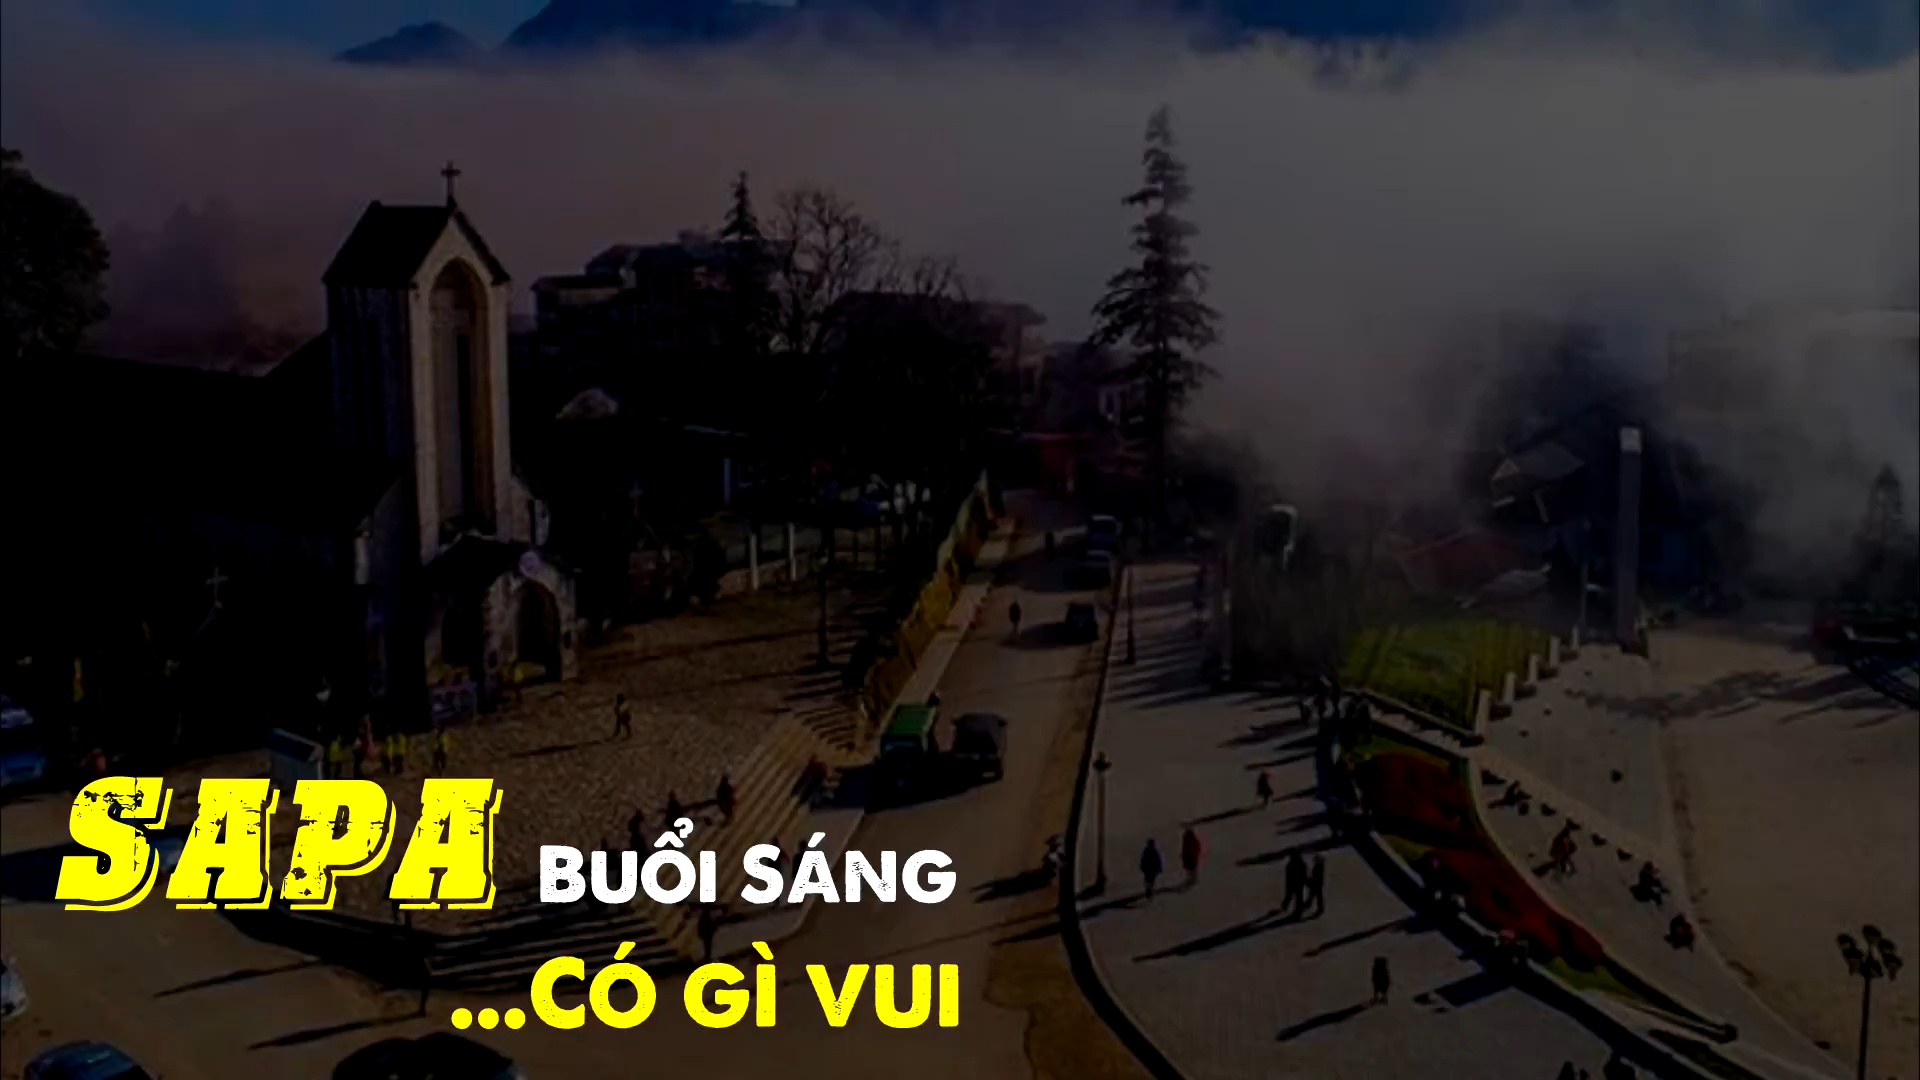 SAPA BUỔI SÁNG
...CÓ GÌ VUI